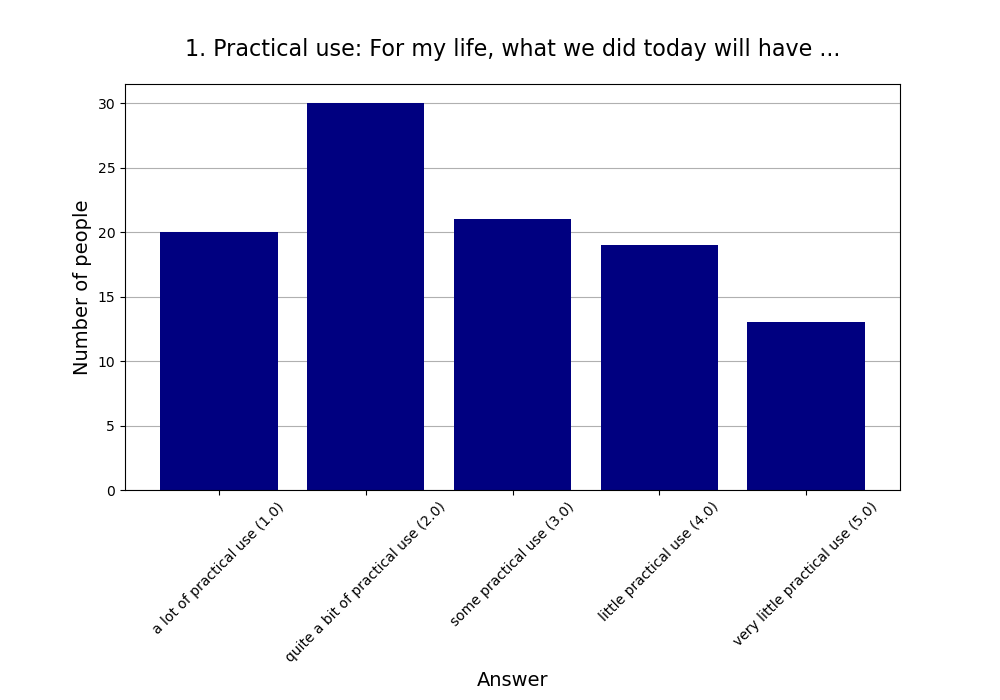 1. Practical use: For my life, what we did today will have ...
Number of people
30
25
20
15
10
5
0
a lot of practical use (1.0)
quite a bit of practical use (2.0)
some practical use (3.0)
little practical use (4.0)
very little practical use (5.0)
Answer